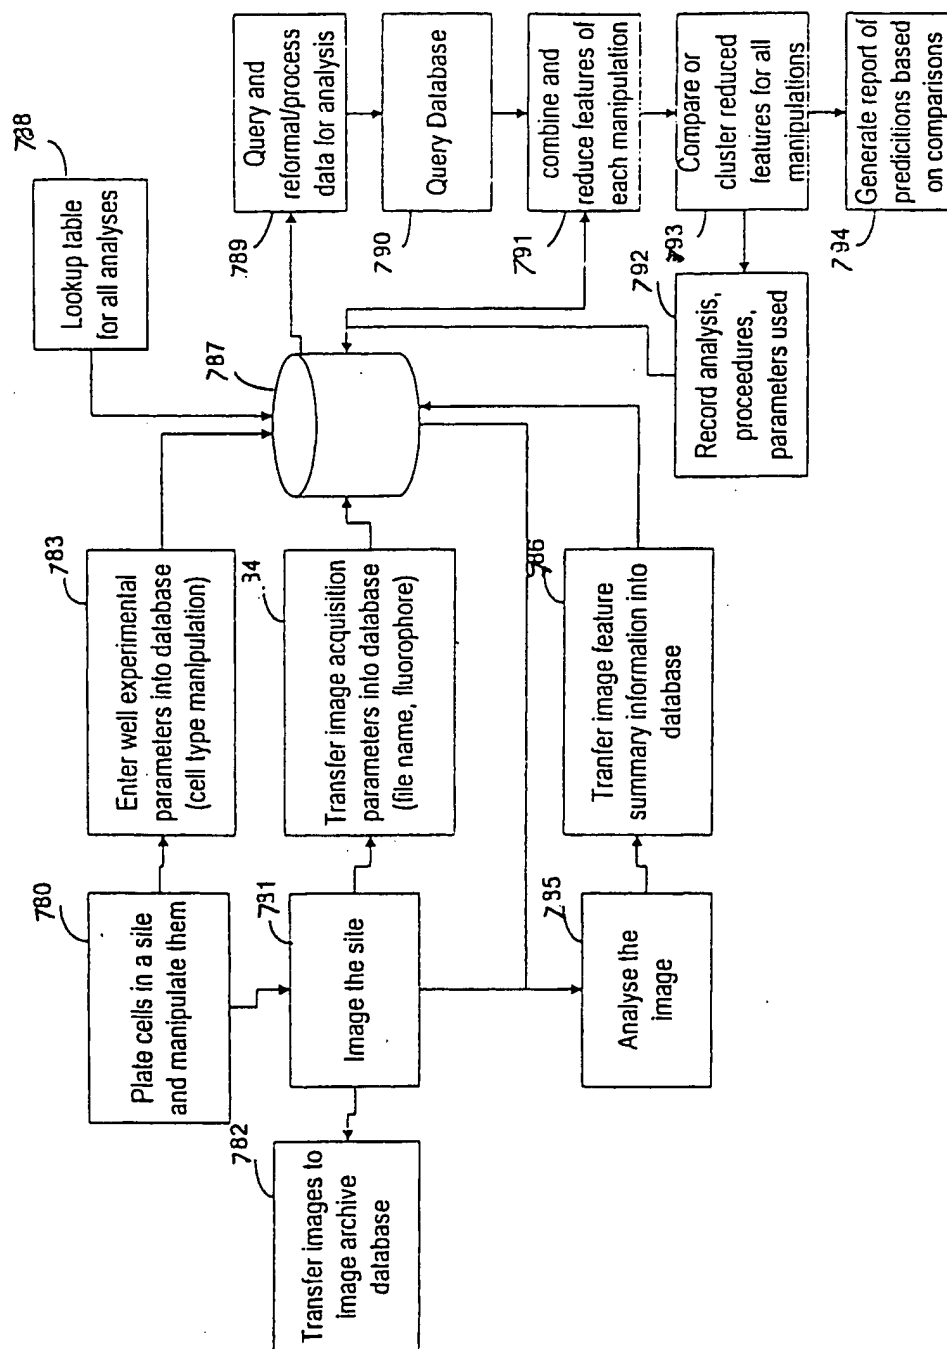 788
Lookup table
for all analyses
780
Plate cells in a site
and manipulate them
783
Enter well experimental
parameters into database
(cell type manipulation)
782
Transfer images to
image archive
database
781
Image the site
34
Transfer image acquisition
parameters into database
(file name, fluorophore)
787
789
Query and
reformal/process
data for analysis
790
Query Database
791
combine and
reduce features of
each manipulation
793
Compare or
cluster reduced
features for all
manipulations
794
Generate report of
predicitions based
on comparisons
785
Analyse the
image
86
Tranfer image feature
summary information into
database
792
Record analysis,
proceedures,
parameters used